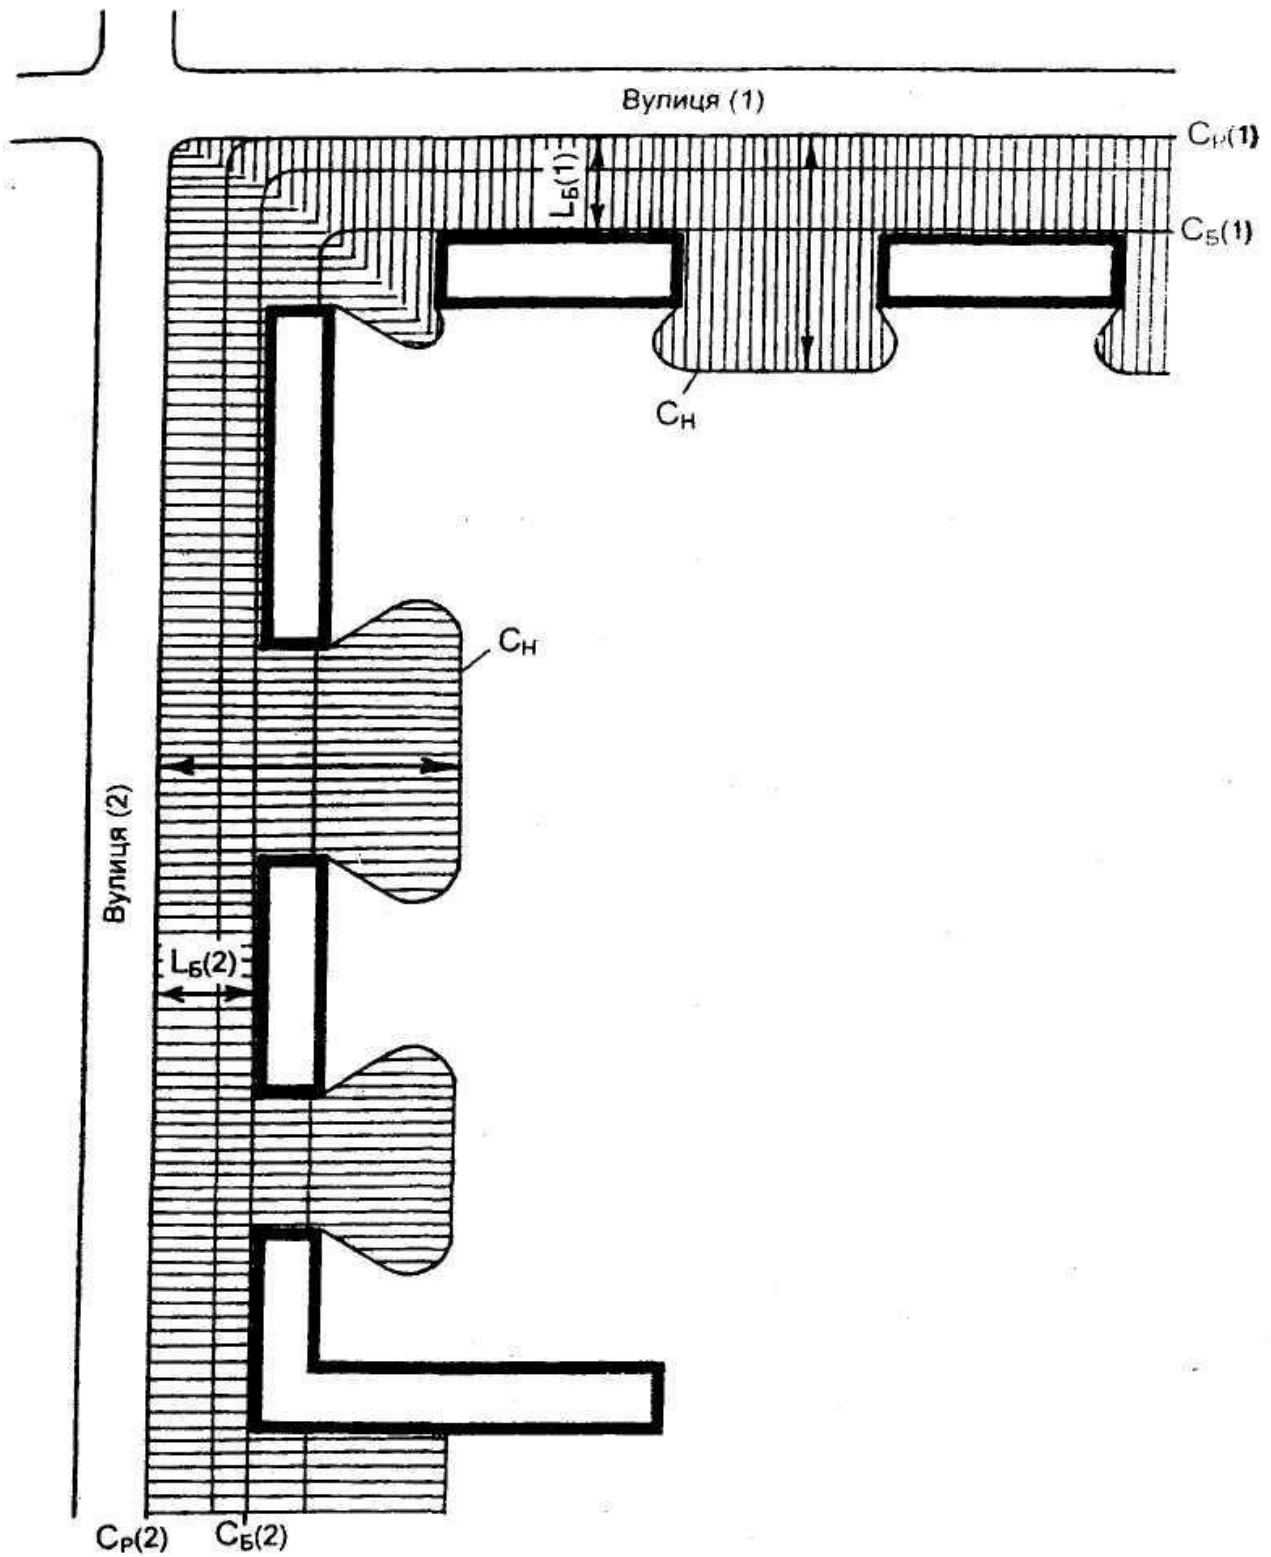 Вулиця (1)
Cр(1)
LБ(1)
CБ(1)
CН
CН
Вулиця (2)
LБ(2)
CР(2) CБ(2)